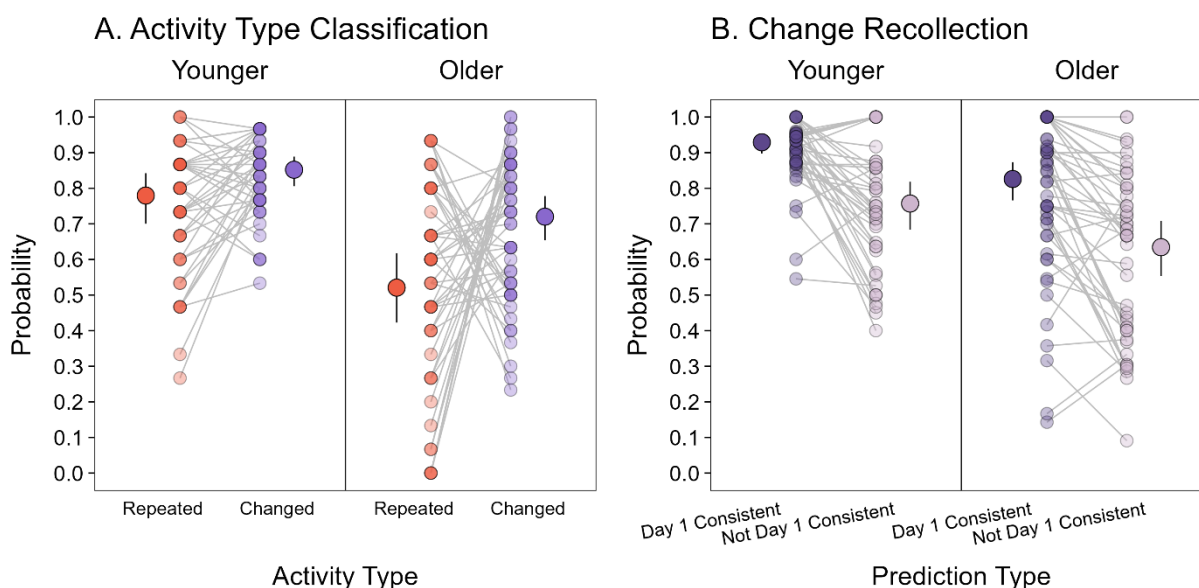 A. Activity Type Classification
Younger
Older
Probability
1.0
0.9
0.8
0.7
0.6
0.5
0.4
0.3
0.2
0.1
0.0
Repeated
Changed
Repeated
Changed
Activity Type
B. Change Recollection
Younger
Older
Probability
1.0
0.9
0.8
0.7
0.6
0.5
0.4
0.3
0.2
0.1
0.0
Day 1 Consistent
Not Day 1 Consistent
Day 1 Consistent
Not Day 1 Consistent
Prediction Type